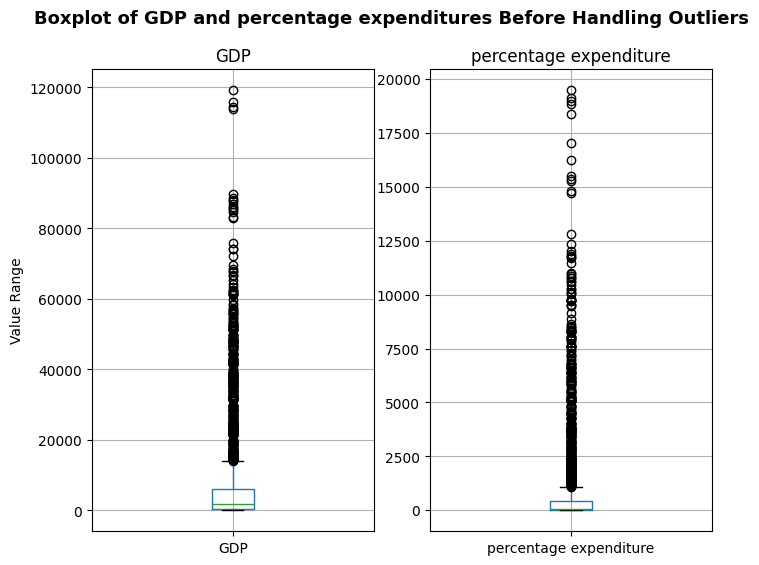 Boxplot of GDP and percentage expenditures Before Handling Outliers
GDP
Value Range
120000
100000
80000
60000
40000
20000
0
GDP
percentage expenditure
20000
17500
15000
12500
10000
7500
5000
2500
0
percentage expenditure